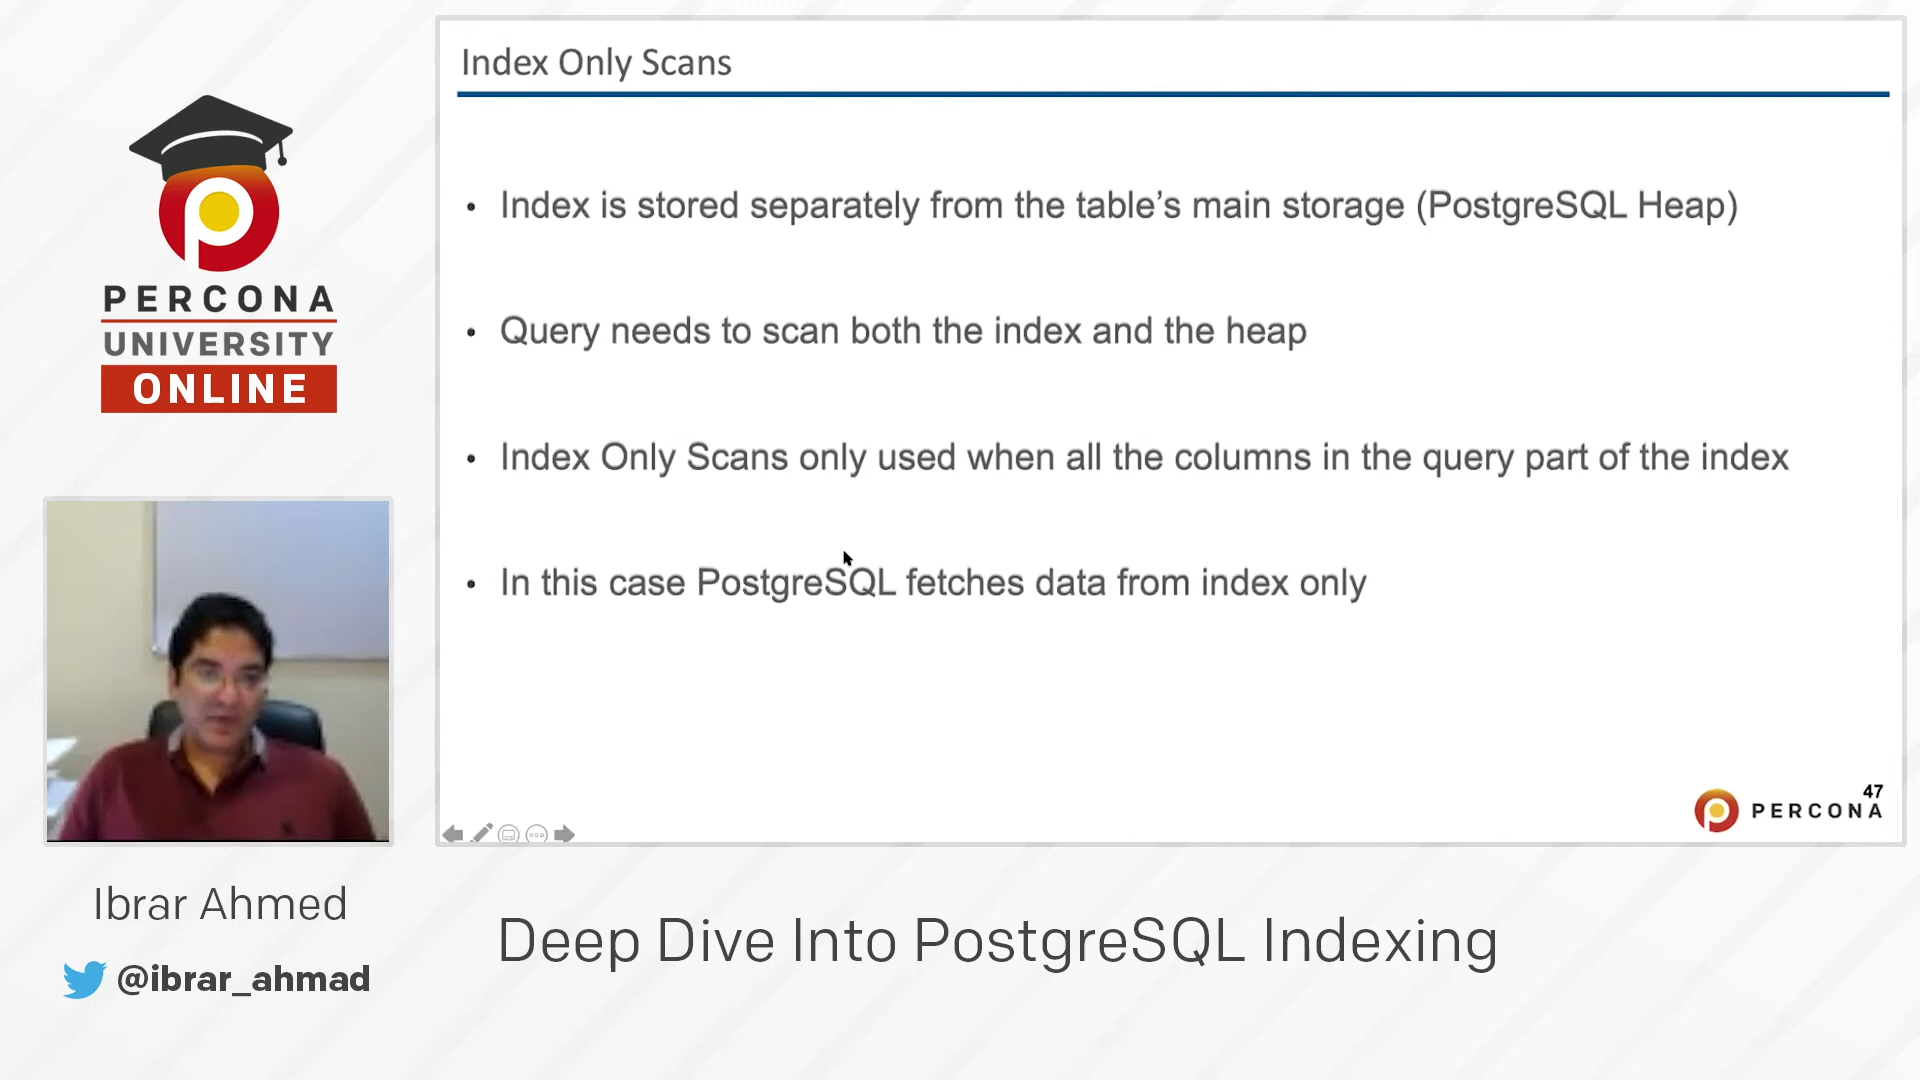 PERCONA
UNIVERSITY
ONLINE
Index Only Scans
• Index is stored separately from the table’s main storage (PostgreSQL Heap)
• Query needs to scan both the index and the heap
• Index Only Scans only used when all the columns in the query part of the index
• In this case PostgreSQL fetches data from index only
47
PERCONA
Ibrar Ahmed
@ibrar_ahmad
Deep Dive Into PostgreSQL Indexing